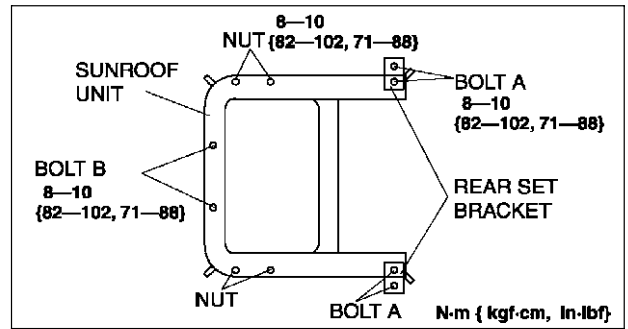 8—10
NUT {82—102, 71—88}
SUNROOF
UNIT
BOLT A
8—10
{82—102, 71—88}
BOLT B
8—10
{82—102, 71—88}
REAR SET
BRACKET
NUT
BOLT A
N·m { kgf·cm, in·lbf}